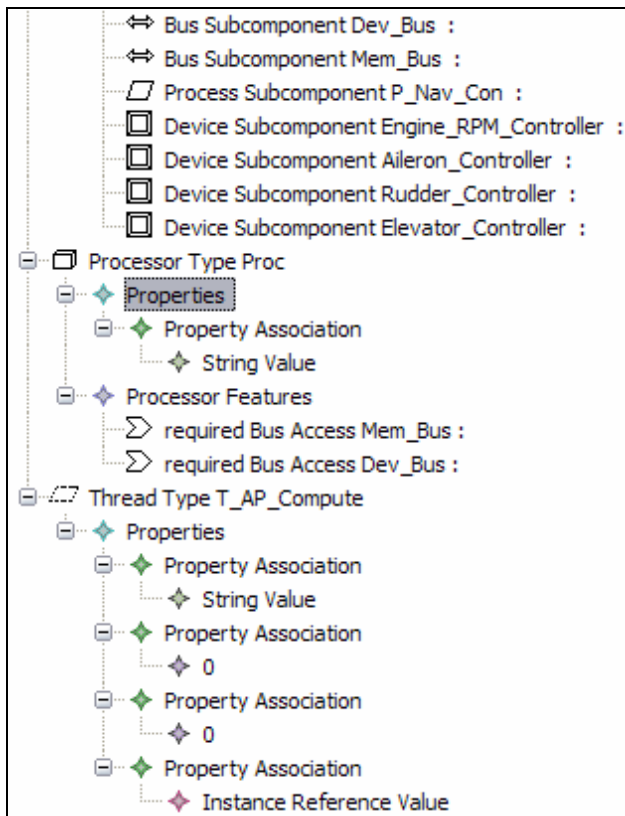 Bus Subcomponent Dev_Bus :
Bus Subcomponent Mem_Bus :
Process Subcomponent P_Nav_Con :
Device Subcomponent Engine_RPM_Controller :
Device Subcomponent Aileron_Controller :
Device Subcomponent Rudder_Controller :
Device Subcomponent Elevator_Controller :
Processor Type Proc
Properties
Property Association
String Value
Processor Features
required Bus Access Mem_Bus :
required Bus Access Dev_Bus :
Thread Type T_AP_Compute
Properties
Property Association
String Value
Property Association
0
Property Association
0
Property Association
Instance Reference Value